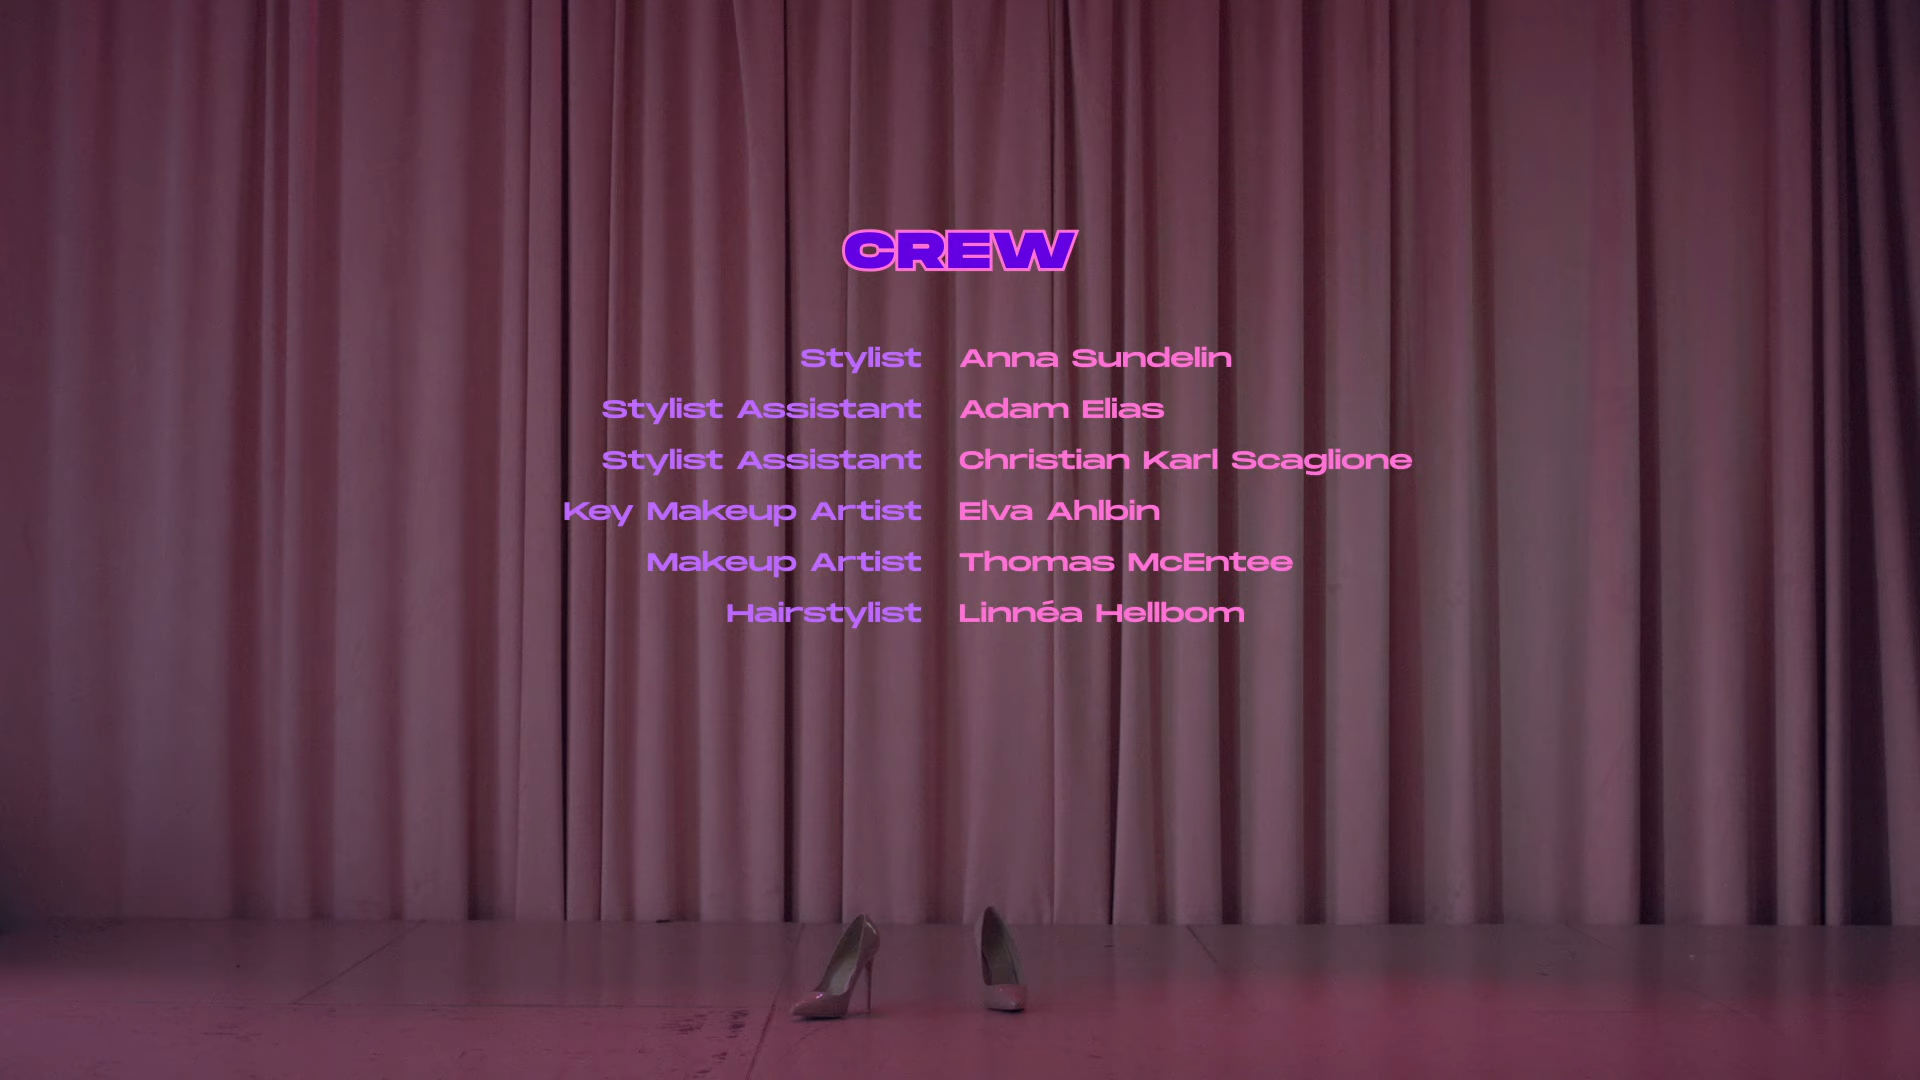 CREW
Stylist Anna Sundelin
Stylist Assistant Adam Elias
Stylist Assistant Christian Karl Scaglione
Key Makeup Artist Elva Ahlbin
Makeup Artist Thomas McEntee
Hairstylist Linnéa Hellbom